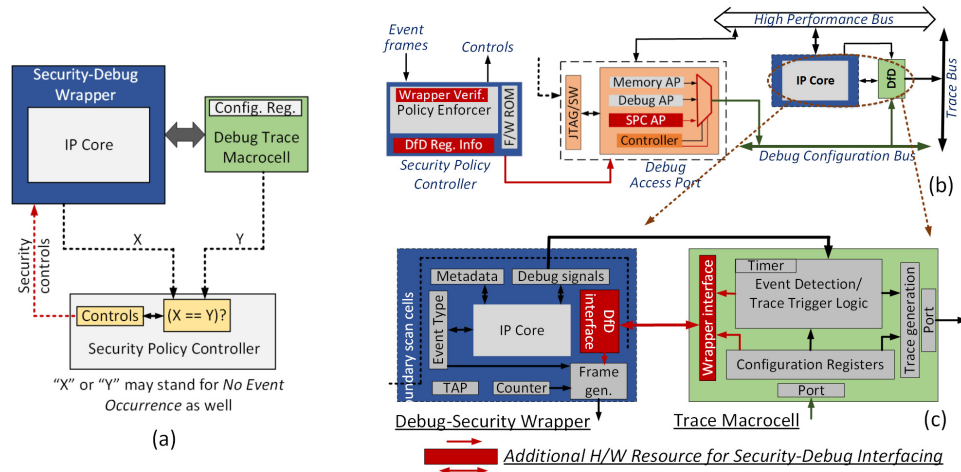 Security-Debug
Wrapper
IP Core
Config. Reg.
Debug Trace
Macrocell
X
Y
Security
controls
Controls
(X == Y)?
Security Policy Controller
“X” or “Y” may stand for No Event
Occurrence as well
(a)
Event
frames
Controls
Wrapper Verif.
Policy Enforcer
DfD Reg. Info
F/W ROM
Security Policy
Controller
JTAG/SW
Memory AP
Debug AP
SPC AP
Controller
Debug
Access Port
High Performance Bus
IP Core
DfD
Trace Bus
Debug Configuration Bus
(b)
oundary scan cells
Metadata
Debug signals
Event Type
IP Core
DfD
interface
TAP
Counter
Frame
gen.
Debug-Security Wrapper
Wrapper interface
Timer
Event Detection/
Trace Trigger Logic
Configuration Registers
Trace generation
Port
Port
Trace Macrocell
(c)
Additional H/W Resource for Security-Debug Interfacing